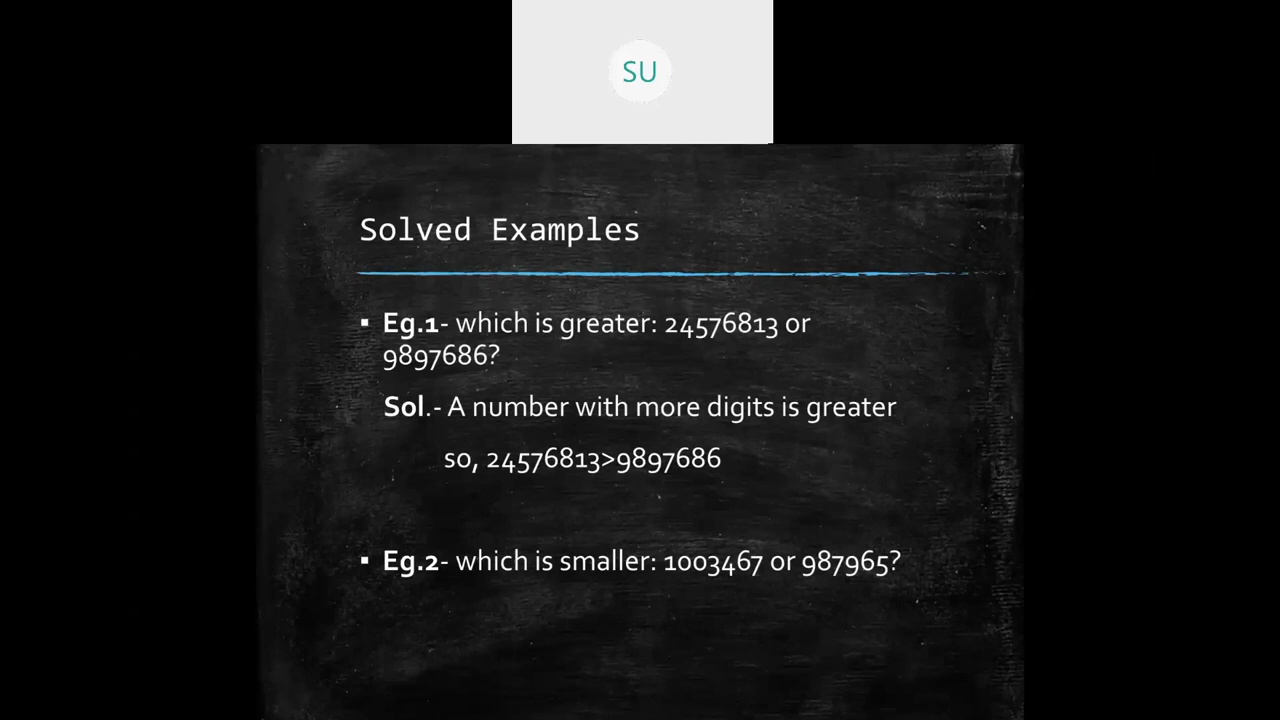 SU
Solved Examples
▪ Eg.1- which is greater: 24576813 or
9897686?
Sol.- A number with more digits is greater
so, 24576813>9897686
▪ Eg.2- which is smaller: 1003467 or 987965?